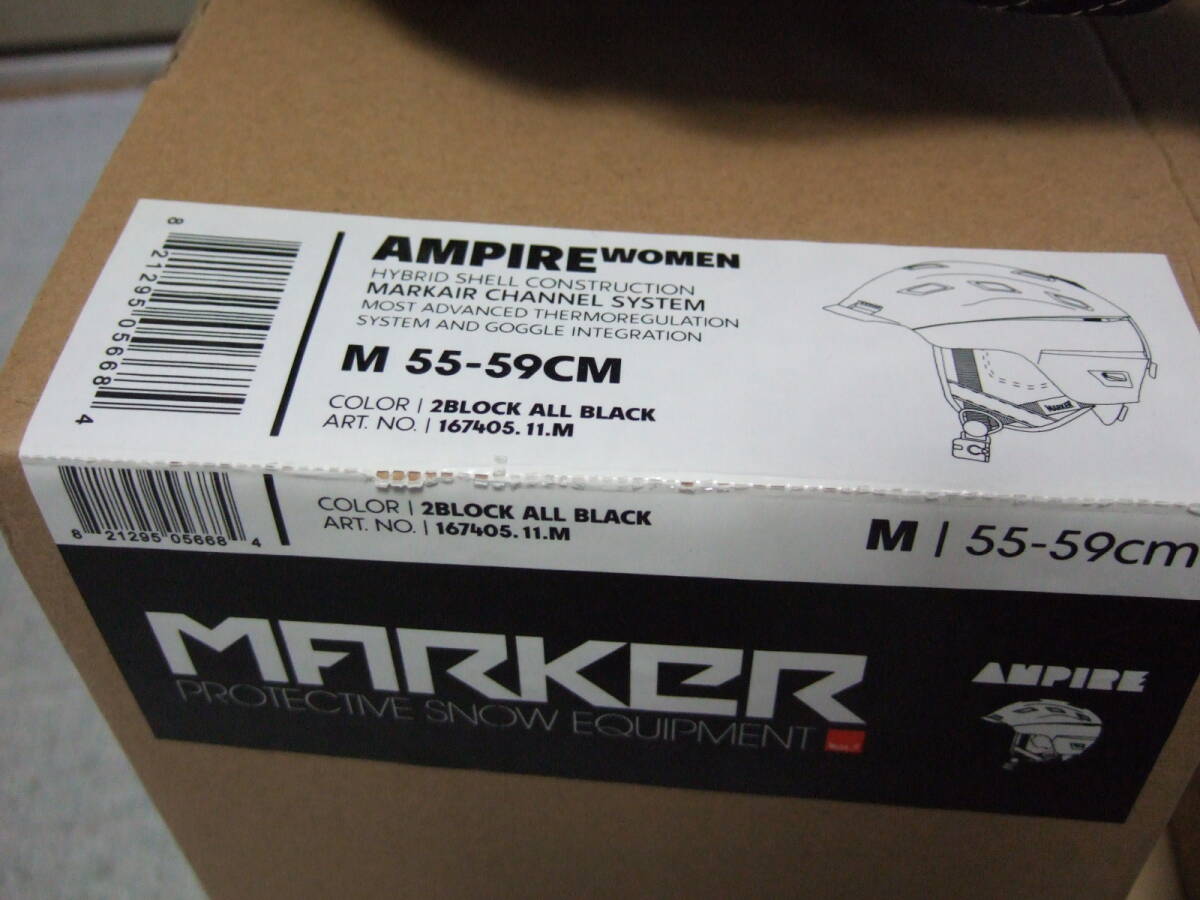 8 21295 05668 4
AMPIRE WOMEN
HYBRID SHELL CONSTRUCTION
MARKAIR CHANNEL SYSTEM
MOST ADVANCED THERMOREGULATION
SYSTEM AND GOGGLE INTEGRATION
M 55-59CM
COLOR | 2BLOCK ALL BLACK
ART. NO. | 167405.11.M
MARKER
8 21295 05668 4
COLOR | 2BLOCK ALL BLACK
ART. NO. | 167405.11.M
M | 55-59cm
MARKER
PROTECTIVE SNOW EQUIPMENT
AMPIRE